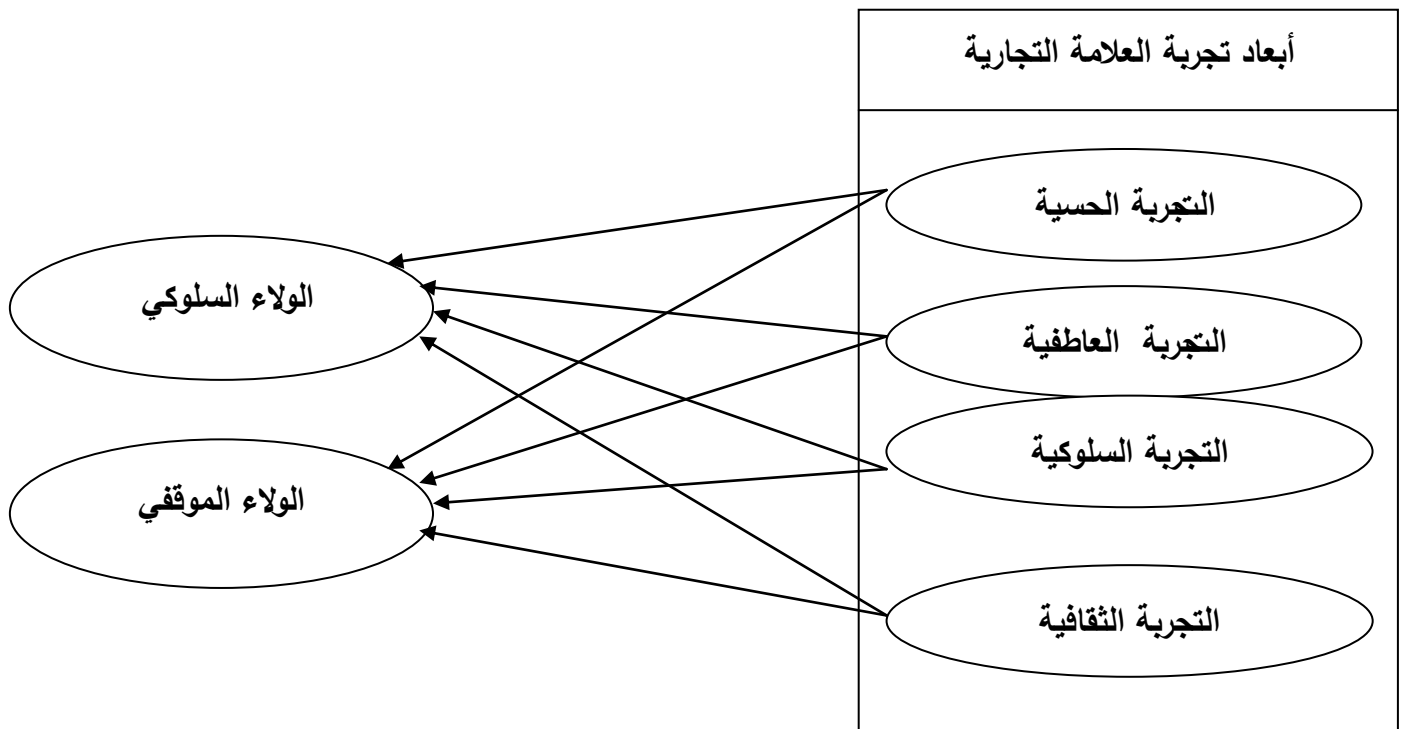 أبعاد تجربة العلامة التجارية
التجربة الحسية
التجربة العاطفية
التجربة السلوكية
التجربة الثقافية
الولاء السلوكي
الولاء الموقفي